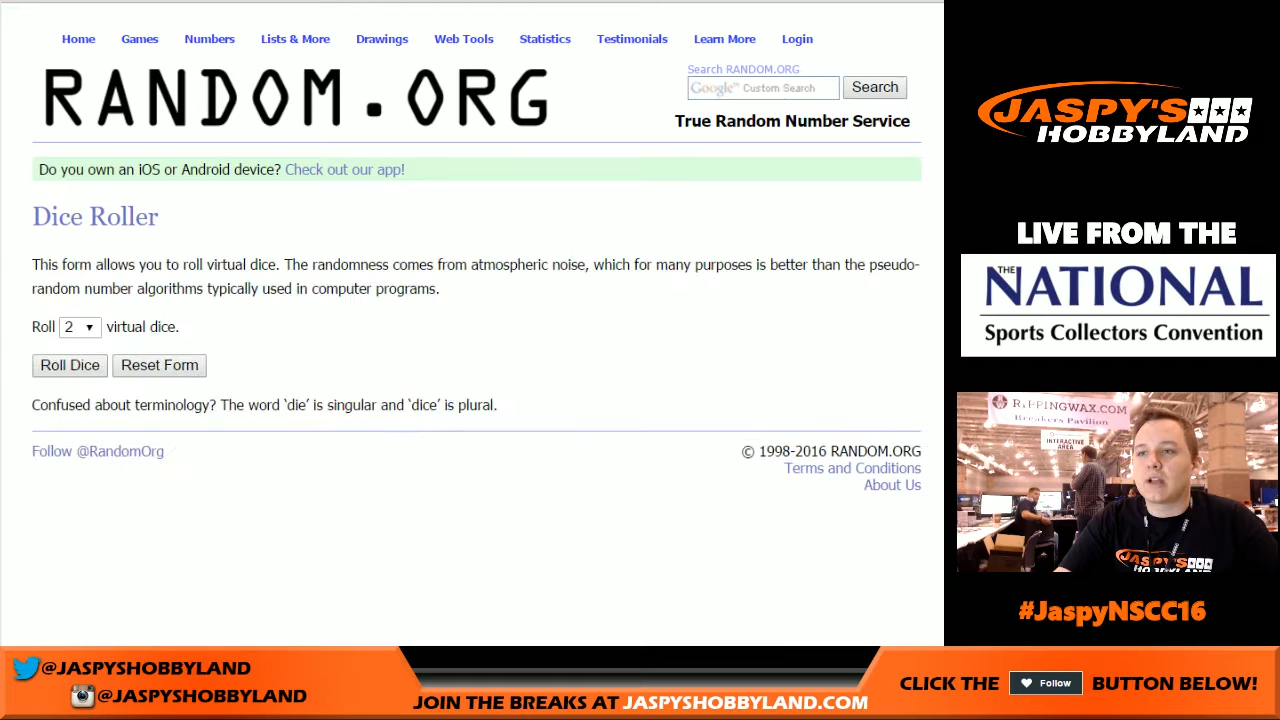 Home Games Numbers Lists & More Drawings Web Tools Statistics Testimonials Learn More Login
RANDOM.ORG
Search RANDOM.ORG
Google™ Custom Search Search
True Random Number Service
Do you own an iOS or Android device? Check out our app!
Dice Roller
This form allows you to roll virtual dice. The randomness comes from atmospheric noise, which for many purposes is better than the pseudo-
random number algorithms typically used in computer programs.
Roll 2 virtual dice.
Roll Dice Reset Form
Confused about terminology? The word ‘die’ is singular and ‘dice’ is plural.
Follow @RandomOrg
© 1998-2016 RANDOM.ORG
Terms and Conditions
About Us
JASPY'S
HOBBYLAND
LIVE FROM THE
THE NATIONAL
Sports Collectors Convention
RIPPINGWAX.COM
Breakers Pavilion
INTERACTIVE
AREA
JASPY'S
HOBBYLAND
#JaspyNSCC16
@JASPYSHOBBYLAND
@JASPYSHOBBYLAND
JOIN THE BREAKS AT JASPYSHOBBYLAND.COM
CLICK THE Follow BUTTON BELOW!